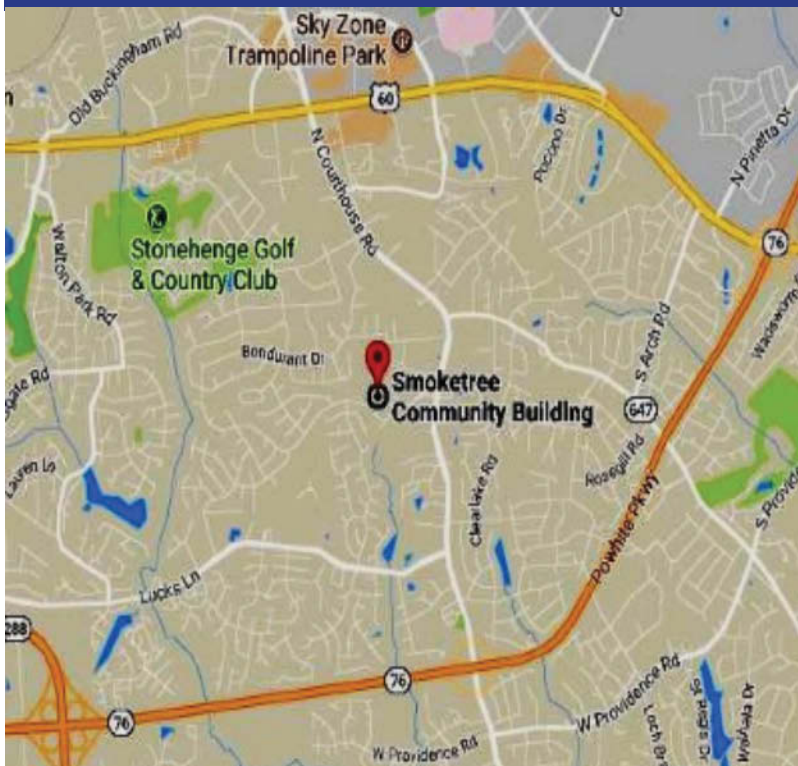 Sky Zone
Trampoline Park
Old Buckingham Rd
60
N Courthouse Rd
Pocono Dr
N Pinetta Dr
76
Stonehenge Golf
& Country Club
Walton Park Rd
Bondurant Dr
Smoketree
Community Building
S Arch Rd
647
Rosegill Rd
Clearlake Rd
Lauren Ln
Powhite Pkwy
Lucks Ln
288
76
76
W Providence Rd
W Providence Rd